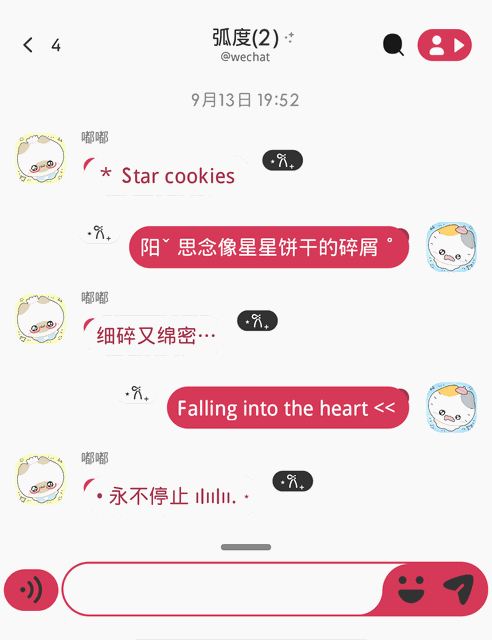 4
弧度(2)
@wechat
9月13日 19:52
嘟嘟
* Star cookies
阳ˇ 思念像星星饼干的碎屑 °
嘟嘟
细碎又绵密…
Falling into the heart <<
嘟嘟
• 永不停止 ılıılıı. ⋆